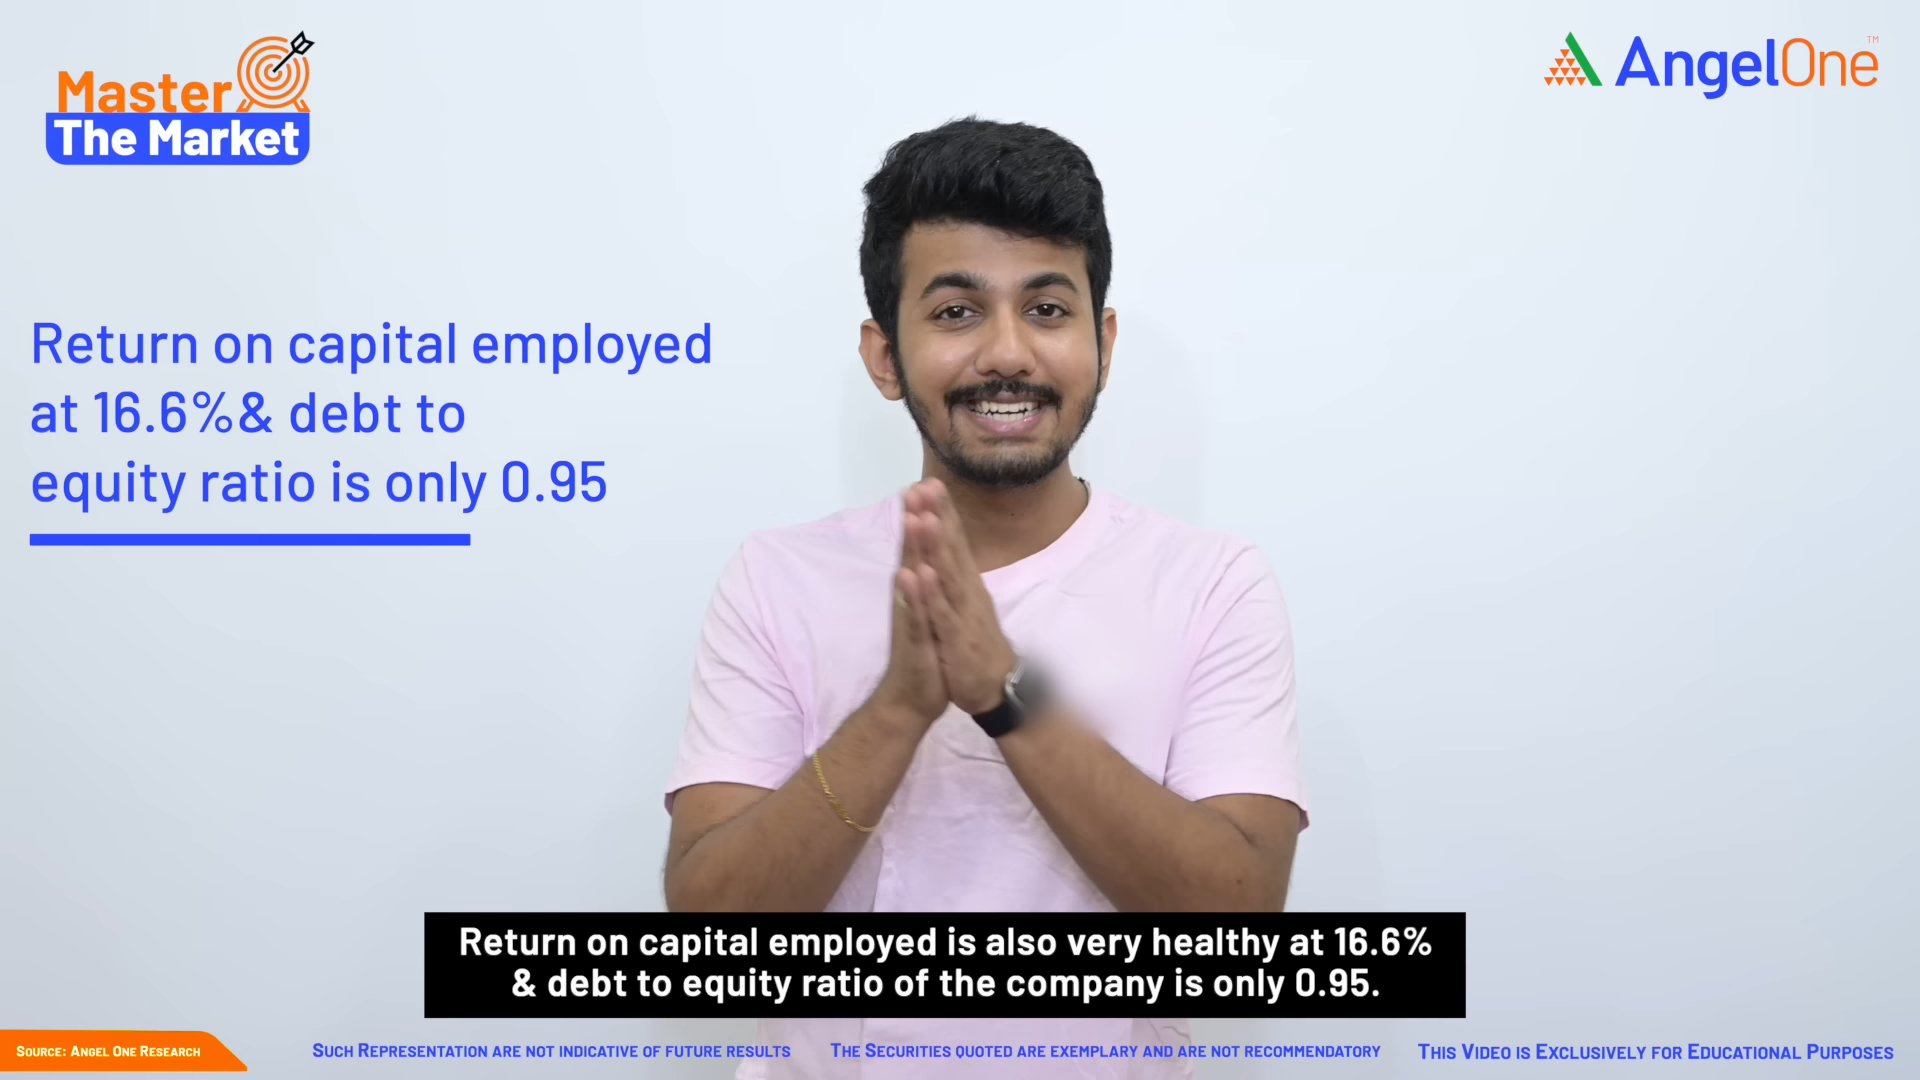 Master
The Market
AngelOne™
Return on capital employed
at 16.6%& debt to
equity ratio is only 0.95
Return on capital employed is also very healthy at 16.6%
& debt to equity ratio of the company is only 0.95.
SOURCE: ANGEL ONE RESEARCH
SUCH REPRESENTATION ARE NOT INDICATIVE OF FUTURE RESULTS
THE SECURITIES QUOTED ARE EXEMPLARY AND ARE NOT RECOMMENDATORY
THIS VIDEO IS EXCLUSIVELY FOR EDUCATIONAL PURPOSES